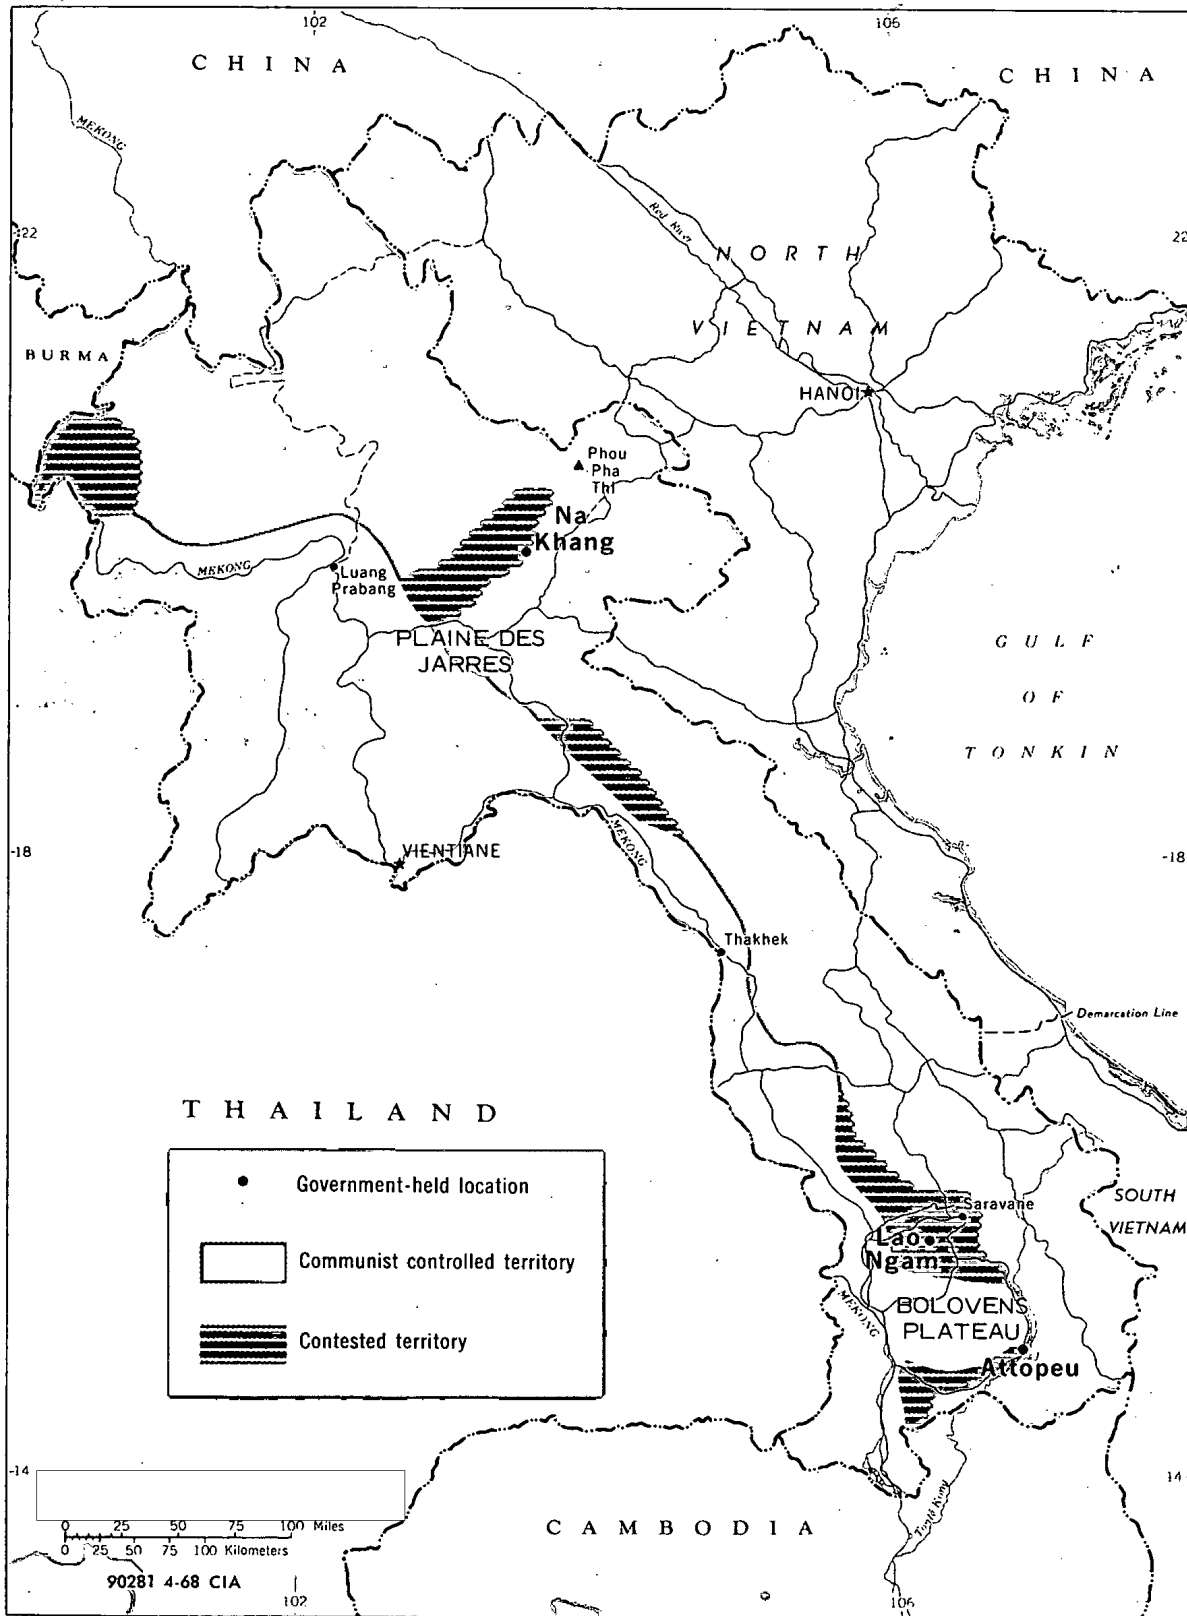 102
106
CHINA
CHINA
MEKONG
Red River
22
22
NORTH
VIETNAM
BURMA
HANOI
Phou
Pha
Thi
Na
Khang
MEKONG
Luang
Prabang
PLAINE DES
JARRES
GULF
OF
TONKIN
MEKONG
-18
-18
VIENTIANE
Thakhek
Demarcation Line
THAILAND
Government-held location
Communist controlled territory
Contested territory
SOUTH
VIETNAM
Saravane
Lao
Ngam
MEKONG
BOLOVENS
PLATEAU
Attopeu
-14
14
Tonlé Kong
CAMBODIA
0 25 50 75 100 Miles
0 25 50 75 100 Kilometers
90281 4-68 CIA
102
106